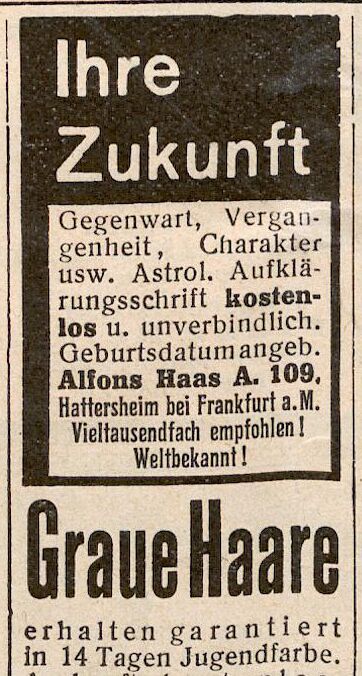 Ihre
Zukunft
Gegenwart, Vergan-
genheit, Charakter
usw. Astrol. Aufklä-
rungsschrift kosten-
los u. unverbindlich.
Geburtsdatum angeb.
Alfons Haas A. 109,
Hattersheim bei Frankfurt a. M.
Vieltausendfach empfohlen!
Weltbekannt!
Graue Haare
erhalten garantiert
in 14 Tagen Jugendfarbe.